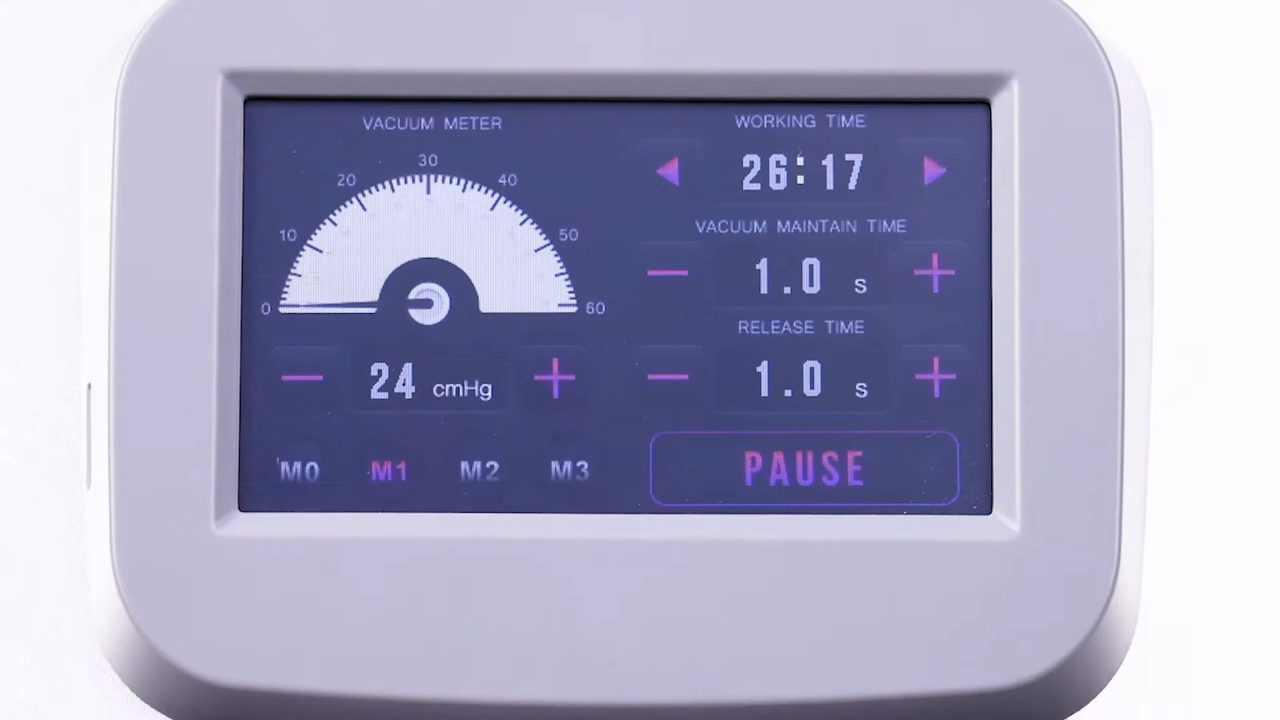 VACUUM METER
0 10 20 30 40 50 60
24 cmHg
M0 M1 M2 M3
WORKING TIME
26:17
VACUUM MAINTAIN TIME
1.0 s
RELEASE TIME
1.0 s
PAUSE